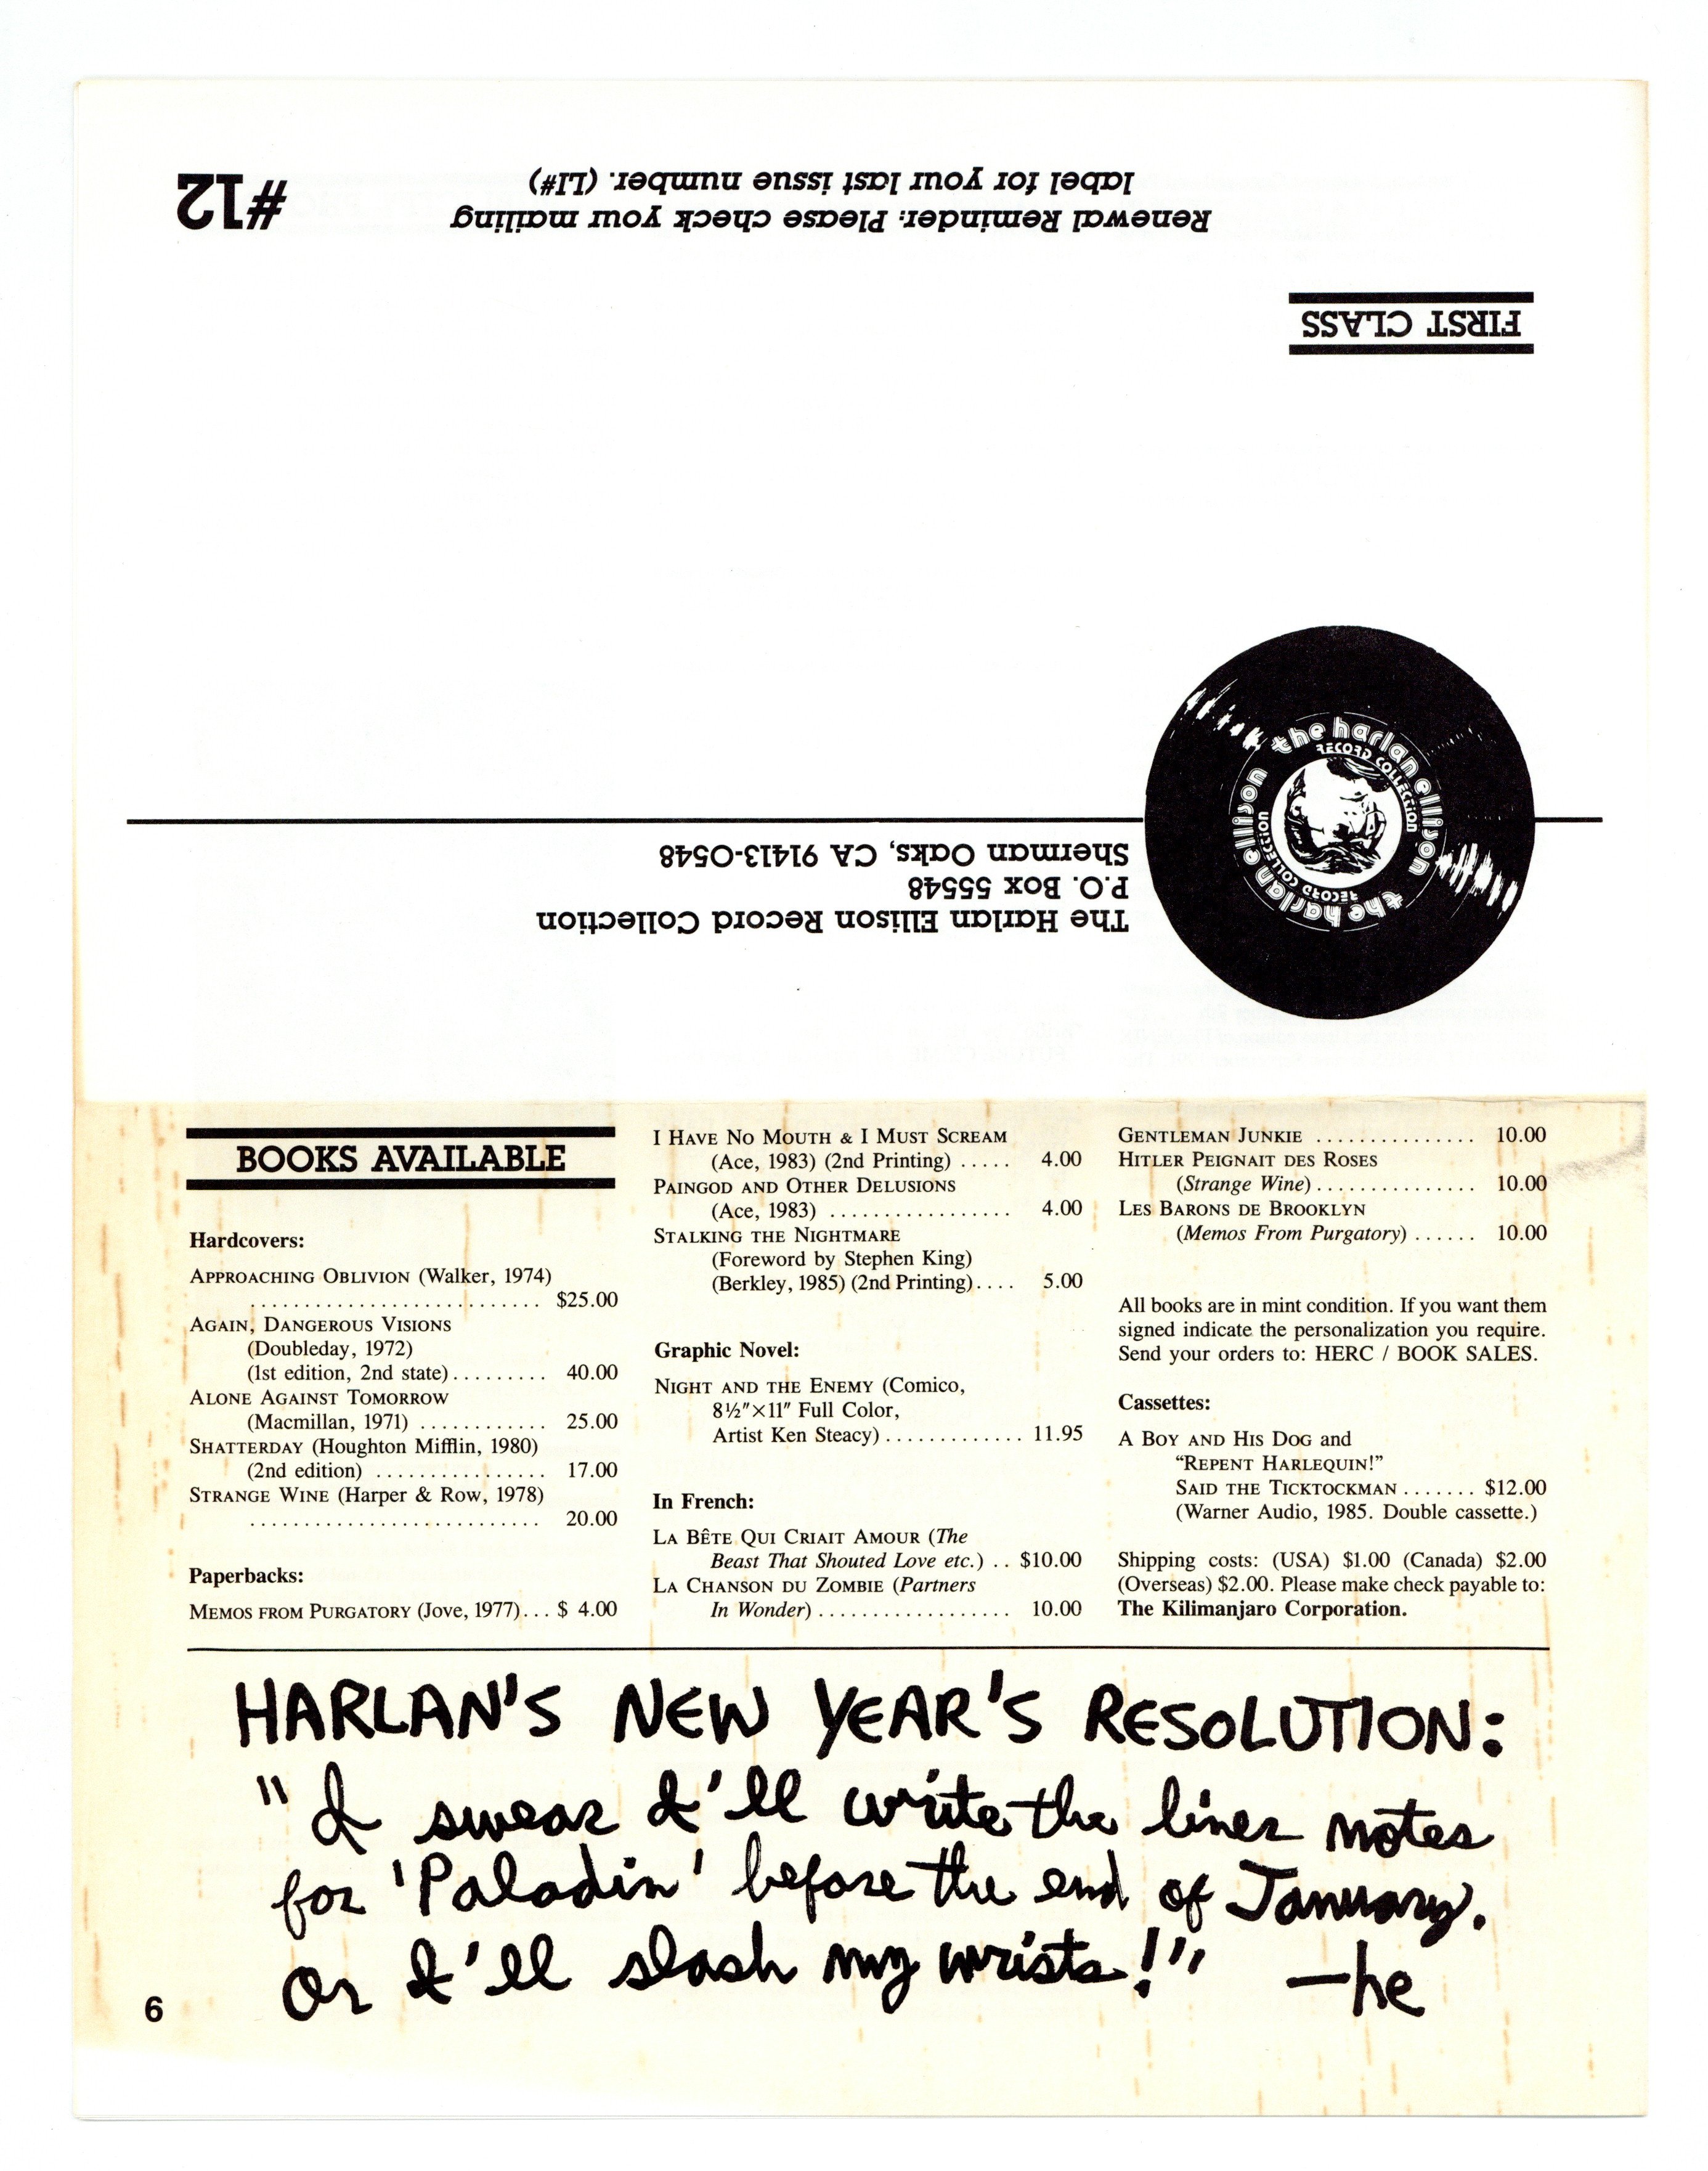 Renewal Reminder: Please check your mailing
label for your last issue number. (LI#)
#12
FIRST CLASS
the harlan ellison
RECORD COLLECTION
the harlan ellison
RECORD COLLECTION
The Harlan Ellison Record Collection
P.O. Box 55548
Sherman Oaks, CA 91413-0548
BOOKS AVAILABLE
Hardcovers:
APPROACHING OBLIVION (Walker, 1974)
........................... $25.00
AGAIN, DANGEROUS VISIONS
(Doubleday, 1972)
(1st edition, 2nd state)......... 40.00
ALONE AGAINST TOMORROW
(Macmillan, 1971) ............ 25.00
SHATTERDAY (Houghton Mifflin, 1980)
(2nd edition) ................ 17.00
STRANGE WINE (Harper & Row, 1978)
........................... 20.00
Paperbacks:
MEMOS FROM PURGATORY (Jove, 1977)... $ 4.00
I HAVE NO MOUTH & I MUST SCREAM
(Ace, 1983) (2nd Printing) ..... 4.00
PAINGOD AND OTHER DELUSIONS
(Ace, 1983) ................. 4.00
STALKING THE NIGHTMARE
(Foreword by Stephen King)
(Berkley, 1985) (2nd Printing).... 5.00
Graphic Novel:
NIGHT AND THE ENEMY (Comico,
8½"×11" Full Color,
Artist Ken Steacy)............. 11.95
In French:
LA BÊTE QUI CRIAIT AMOUR (The
Beast That Shouted Love etc.) .. $10.00
LA CHANSON DU ZOMBIE (Partners
In Wonder).................. 10.00
GENTLEMAN JUNKIE ............... 10.00
HITLER PEIGNAIT DES ROSES
(Strange Wine)............... 10.00
LES BARONS DE BROOKLYN
(Memos From Purgatory)...... 10.00
All books are in mint condition. If you want them
signed indicate the personalization you require.
Send your orders to: HERC / BOOK SALES.
Cassettes:
A BOY AND HIS DOG and
"REPENT HARLEQUIN!"
SAID THE TICKTOCKMAN....... $12.00
(Warner Audio, 1985. Double cassette.)
Shipping costs: (USA) $1.00 (Canada) $2.00
(Overseas) $2.00. Please make check payable to:
The Kilimanjaro Corporation.
HARLAN'S NEW YEAR'S RESOLUTION:
"I swear I'll write the liner notes
for 'Paladin' before the end of January.
Or I'll slash my wrists!" —he
6